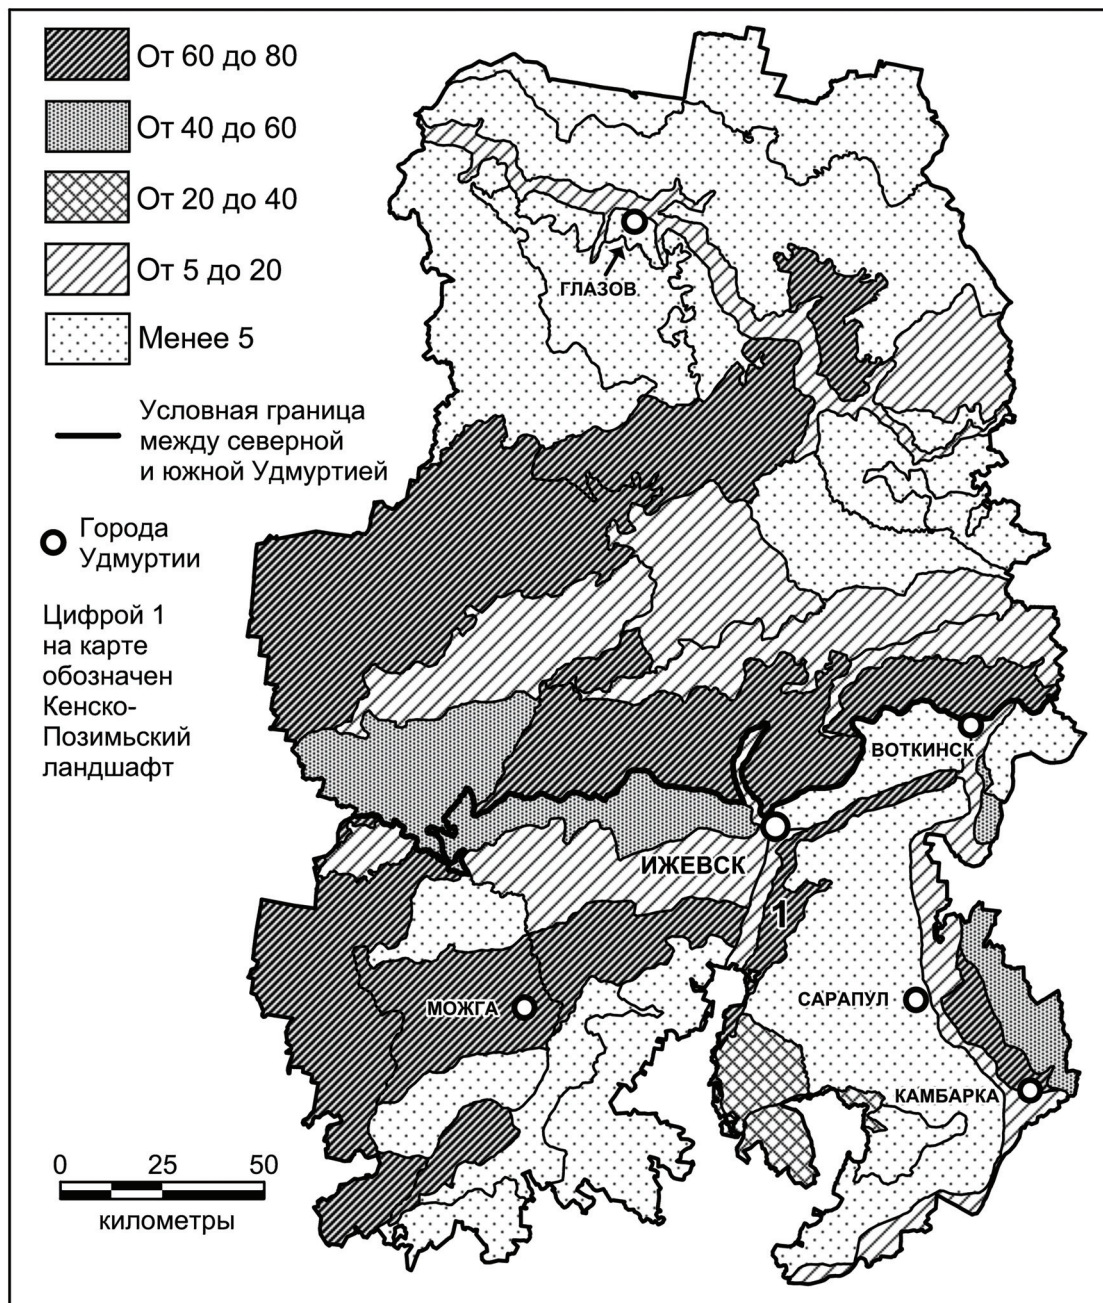 От 60 до 80
От 40 до 60
От 20 до 40
От 5 до 20
Менее 5
Условная граница
между северной
и южной Удмуртией
Города
Удмуртии
Цифрой 1
на карте
обозначен
Кенско-
Позимьский
ландшафт
ГЛАЗОВ
ВОТКИНСК
ИЖЕВСК
1
МОЖГА
САРАПУЛ
КАМБАРКА
0 25 50
километры